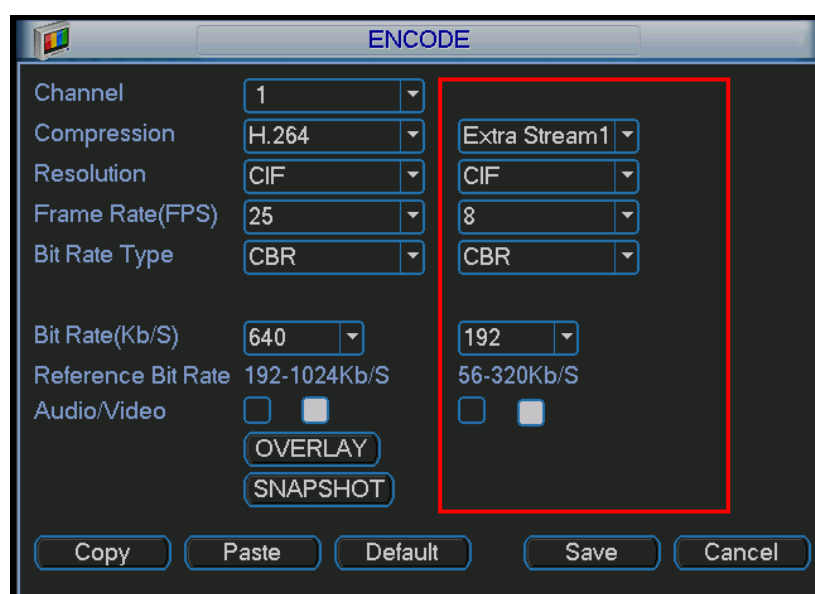 ENCODE
Channel 1
Compression H.264 Extra Stream1
Resolution CIF CIF
Frame Rate(FPS) 25 8
Bit Rate Type CBR CBR
Bit Rate(Kb/S) 640 192
Reference Bit Rate 192-1024Kb/S 56-320Kb/S
Audio/Video
OVERLAY
SNAPSHOT
Copy Paste Default Save Cancel